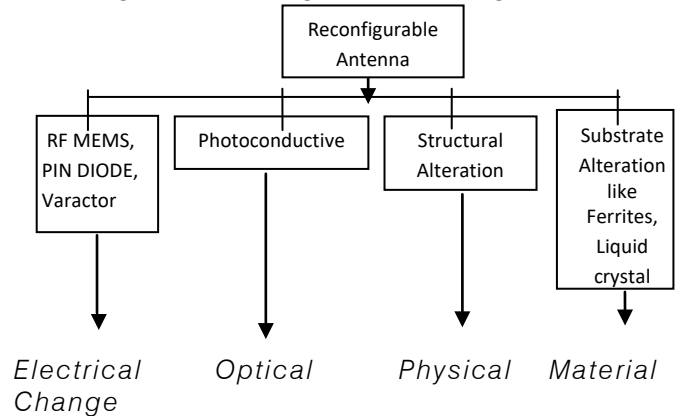 Reconfigurable
Antenna
RF MEMS,
PIN DIODE,
Varactor
Photoconductive
Structural
Alteration
Substrate
Alteration
like
Ferrites,
Liquid
crystal
Electrical
Change
Optical
Physical
Material